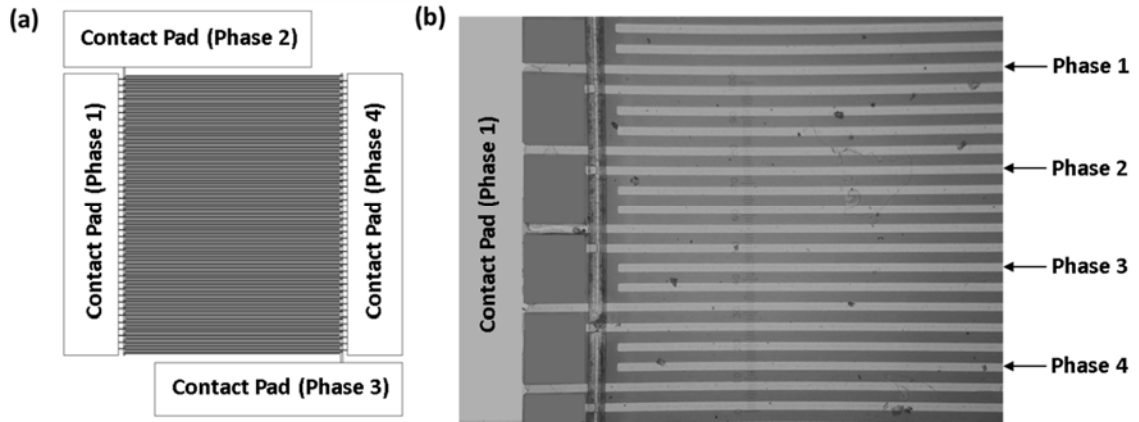 (a)
Contact Pad (Phase 2)
Contact Pad (Phase 1)
Contact Pad (Phase 4)
Contact Pad (Phase 3)
(b)
Contact Pad (Phase 1)
Phase 1
Phase 2
Phase 3
Phase 4